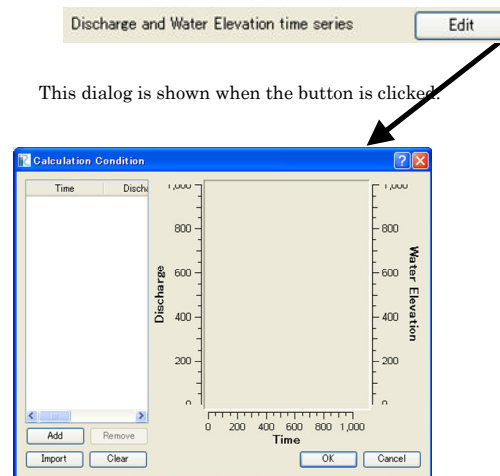 Discharge and Water Elevation time series Edit
This dialog is shown when the button is clicked.
Calculation Condition
Time Discha
1,000 1,000
800 800
600 600
400 400
200 200
0 0
Discharge
Water Elevation
0 200 400 600 800 1,000
Time
Add Remove
Import Clear
OK Cancel